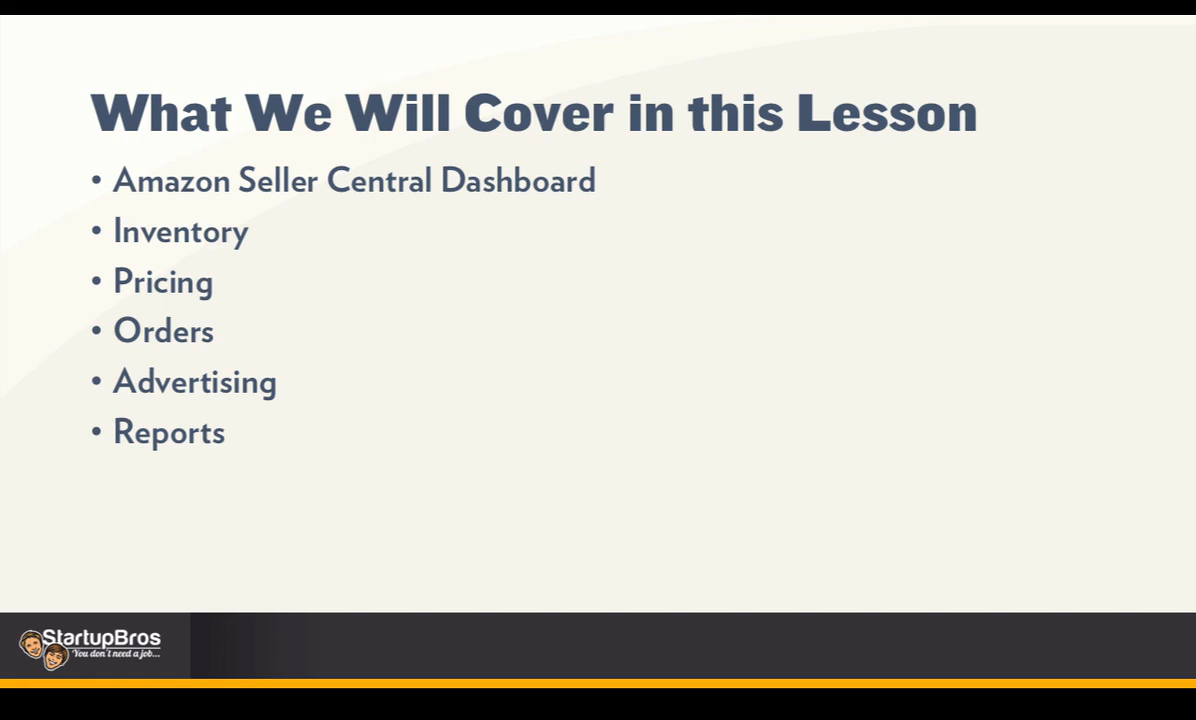 What We Will Cover in this Lesson
• Amazon Seller Central Dashboard
• Inventory
• Pricing
• Orders
• Advertising
• Reports
StartupBros
You don't need a job...